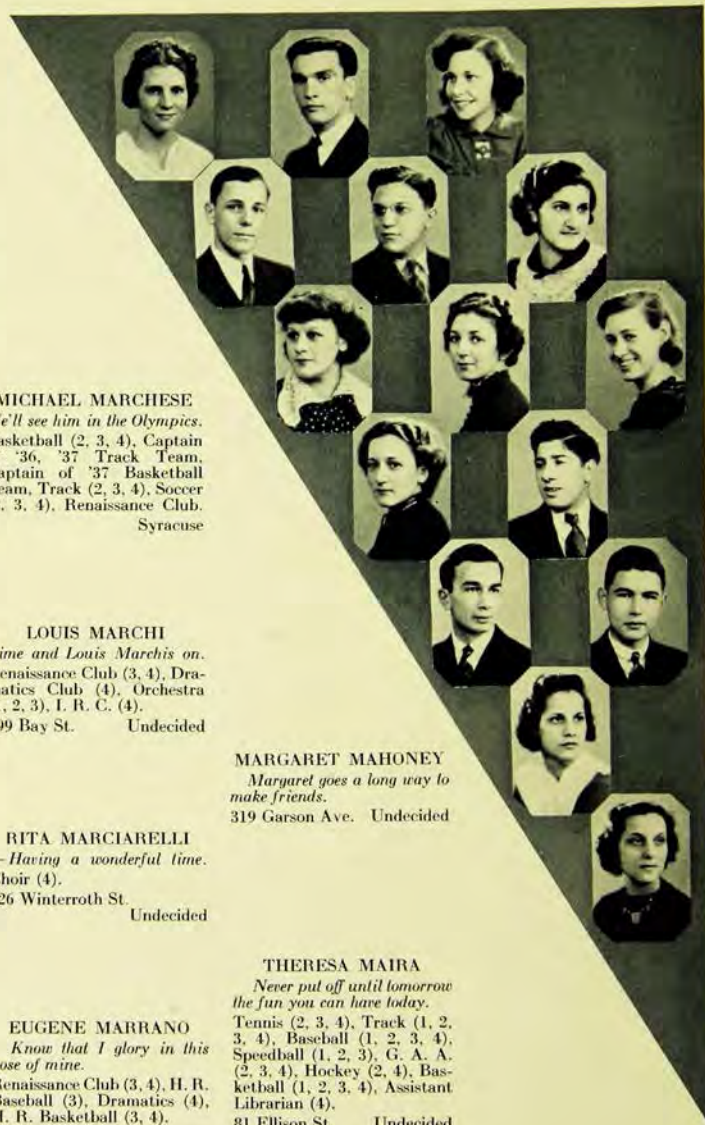 MICHAEL MARCHESE
e'll see him in the Olympics.
asketball (2, 3, 4), Captain
'36, '37 Track Team,
aptain of '37 Basketball
eam, Track (2, 3, 4), Soccer
, 3, 4), Renaissance Club.
Syracuse
LOUIS MARCHI
ime and Louis Marchis on.
enaissance Club (3, 4), Dra-
atics Club (4), Orchestra
, 2, 3), I. R. C. (4).
99 Bay St. Undecided
RITA MARCIARELLI
—Having a wonderful time.
hoir (4).
26 Winterroth St.
Undecided
EUGENE MARRANO
Know that I glory in this
ose of mine.
enaissance Club (3, 4), H. R.
Baseball (3), Dramatics (4),
H. R. Basketball (3, 4).
MARGARET MAHONEY
Margaret goes a long way to
make friends.
319 Garson Ave. Undecided
THERESA MAIRA
Never put off until tomorrow
the fun you can have today.
Tennis (2, 3, 4), Track (1, 2,
3, 4), Baseball (1, 2, 3, 4),
Speedball (1, 2, 3), G. A. A.
(2, 3, 4), Hockey (2, 4), Bas-
ketball (1, 2, 3, 4), Assistant
Librarian (4).
81 Ellison St. Undecided